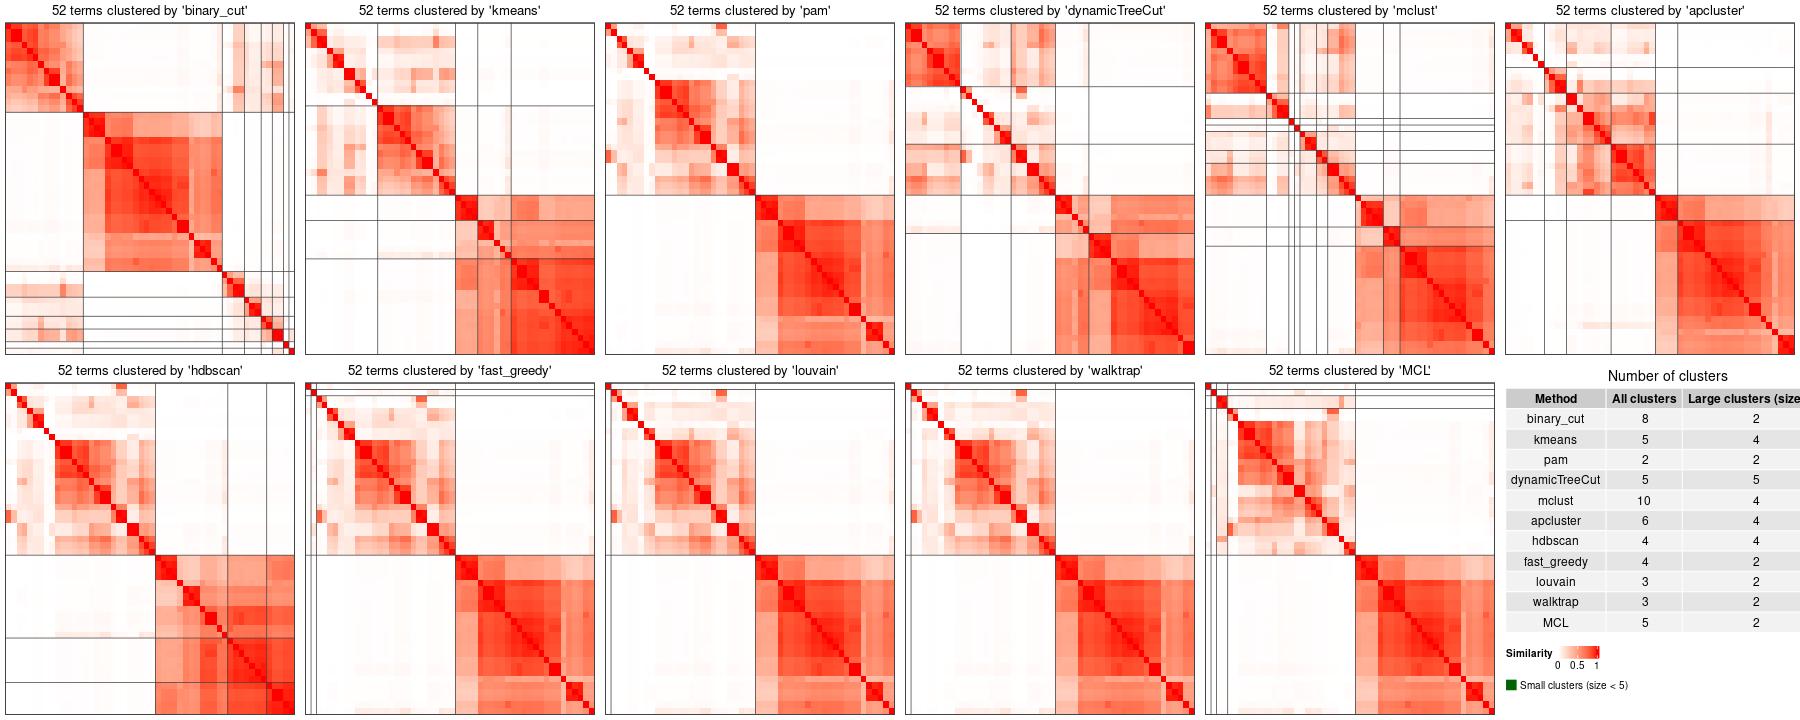 52 terms clustered by 'binary_cut'
52 terms clustered by 'kmeans'
52 terms clustered by 'pam'
52 terms clustered by 'dynamicTreeCut'
52 terms clustered by 'mclust'
52 terms clustered by 'apcluster'
52 terms clustered by 'hdbscan'
52 terms clustered by 'fast_greedy'
52 terms clustered by 'louvain'
52 terms clustered by 'walktrap'
52 terms clustered by 'MCL'
Number of clusters
Method All clusters Large clusters (size
binary_cut 8 2
kmeans 5 4
pam 2 2
dynamicTreeCut 5 5
mclust 10 4
apcluster 6 4
hdbscan 4 4
fast_greedy 4 2
louvain 3 2
walktrap 3 2
MCL 5 2
Similarity
0 0.5 1
Small clusters (size < 5)